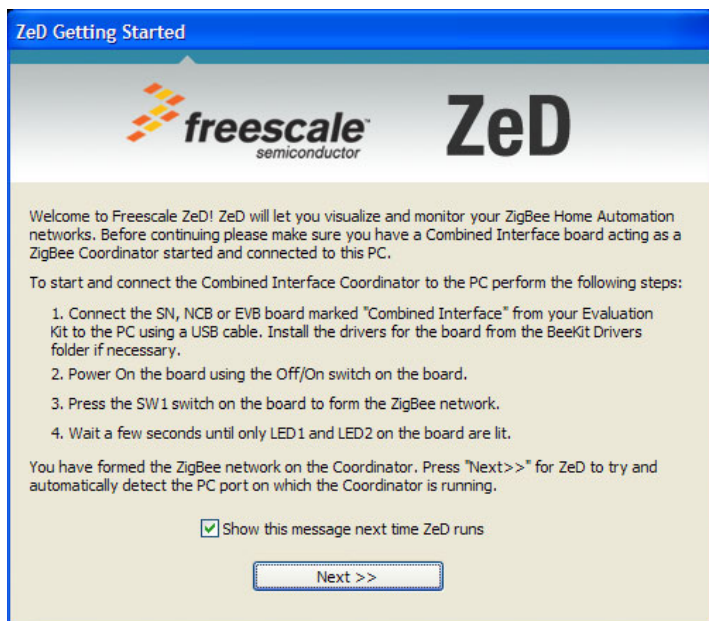 ZeD Getting Started
freescale™
semiconductor
ZeD
Welcome to Freescale ZeD! ZeD will let you visualize and monitor your ZigBee Home Automation
networks. Before continuing please make sure you have a Combined Interface board acting as a
ZigBee Coordinator started and connected to this PC.
To start and connect the Combined Interface Coordinator to the PC perform the following steps:
1. Connect the SN, NCB or EVB board marked "Combined Interface" from your Evaluation
Kit to the PC using a USB cable. Install the drivers for the board from the BeeKit Drivers
folder if necessary.
2. Power On the board using the Off/On switch on the board.
3. Press the SW1 switch on the board to form the ZigBee network.
4. Wait a few seconds until only LED1 and LED2 on the board are lit.
You have formed the ZigBee network on the Coordinator. Press "Next>>" for ZeD to try and
automatically detect the PC port on which the Coordinator is running.
Show this message next time ZeD runs
Next >>